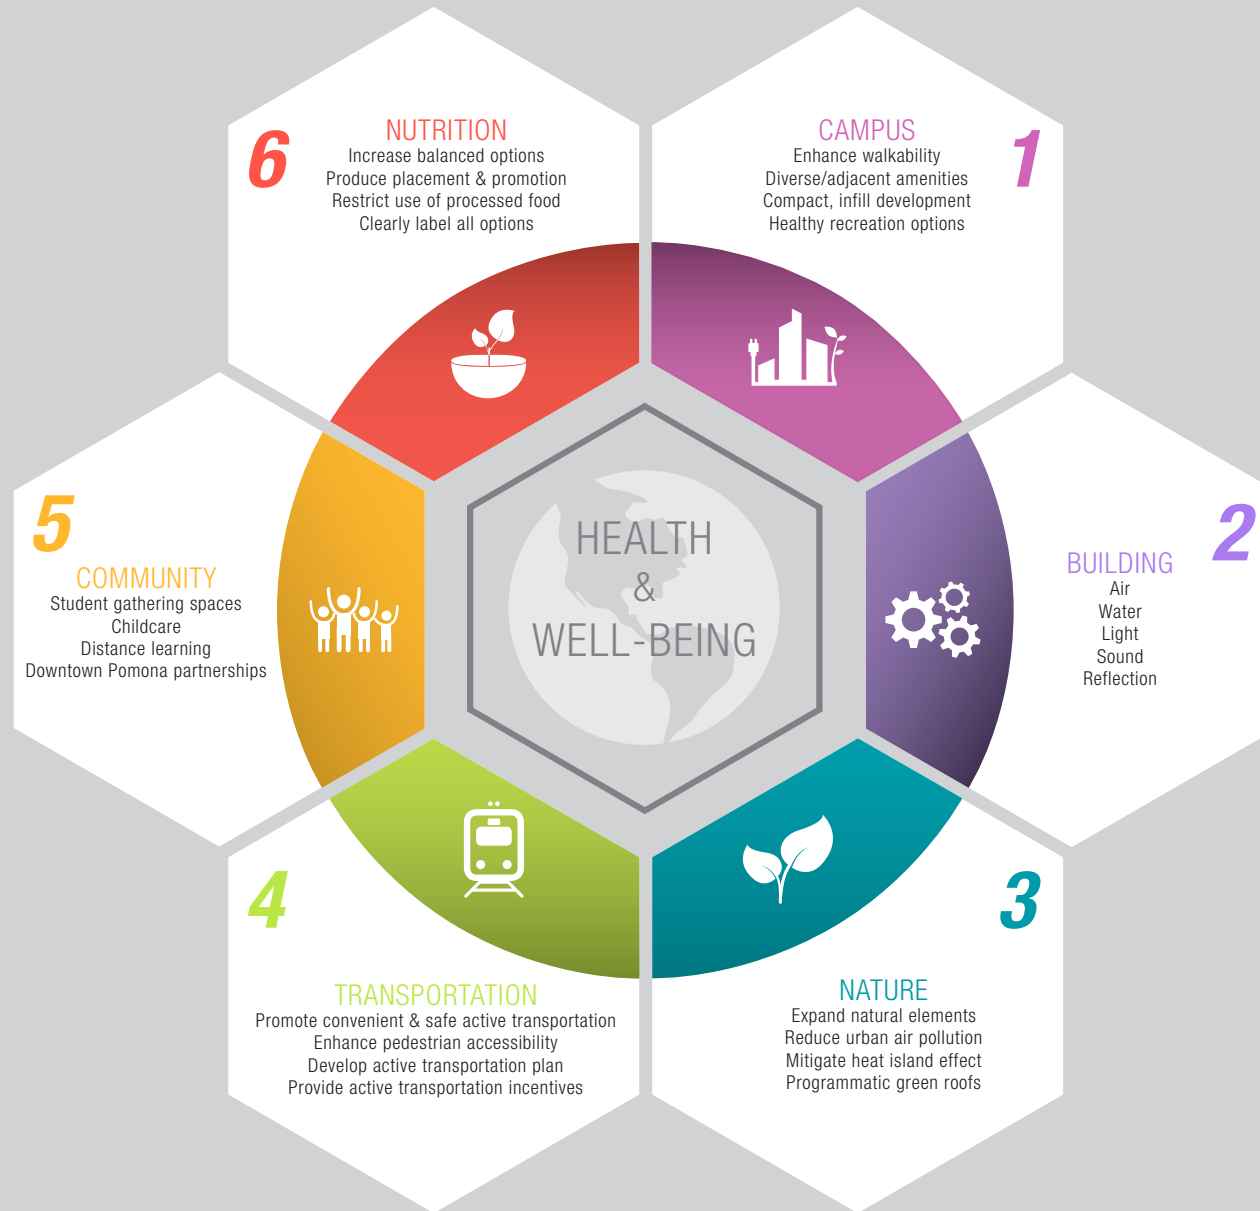 6
NUTRITION
Increase balanced options
Produce placement & promotion
Restrict use of processed food
Clearly label all options
1
CAMPUS
Enhance walkability
Diverse/adjacent amenities
Compact, infill development
Healthy recreation options
5
COMMUNITY
Student gathering spaces
Childcare
Distance learning
Downtown Pomona partnerships
HEALTH
&
WELL-BEING
2
BUILDING
Air
Water
Light
Sound
Reflection
4
TRANSPORTATION
Promote convenient & safe active transportation
Enhance pedestrian accessibility
Develop active transportation plan
Provide active transportation incentives
3
NATURE
Expand natural elements
Reduce urban air pollution
Mitigate heat island effect
Programmatic green roofs